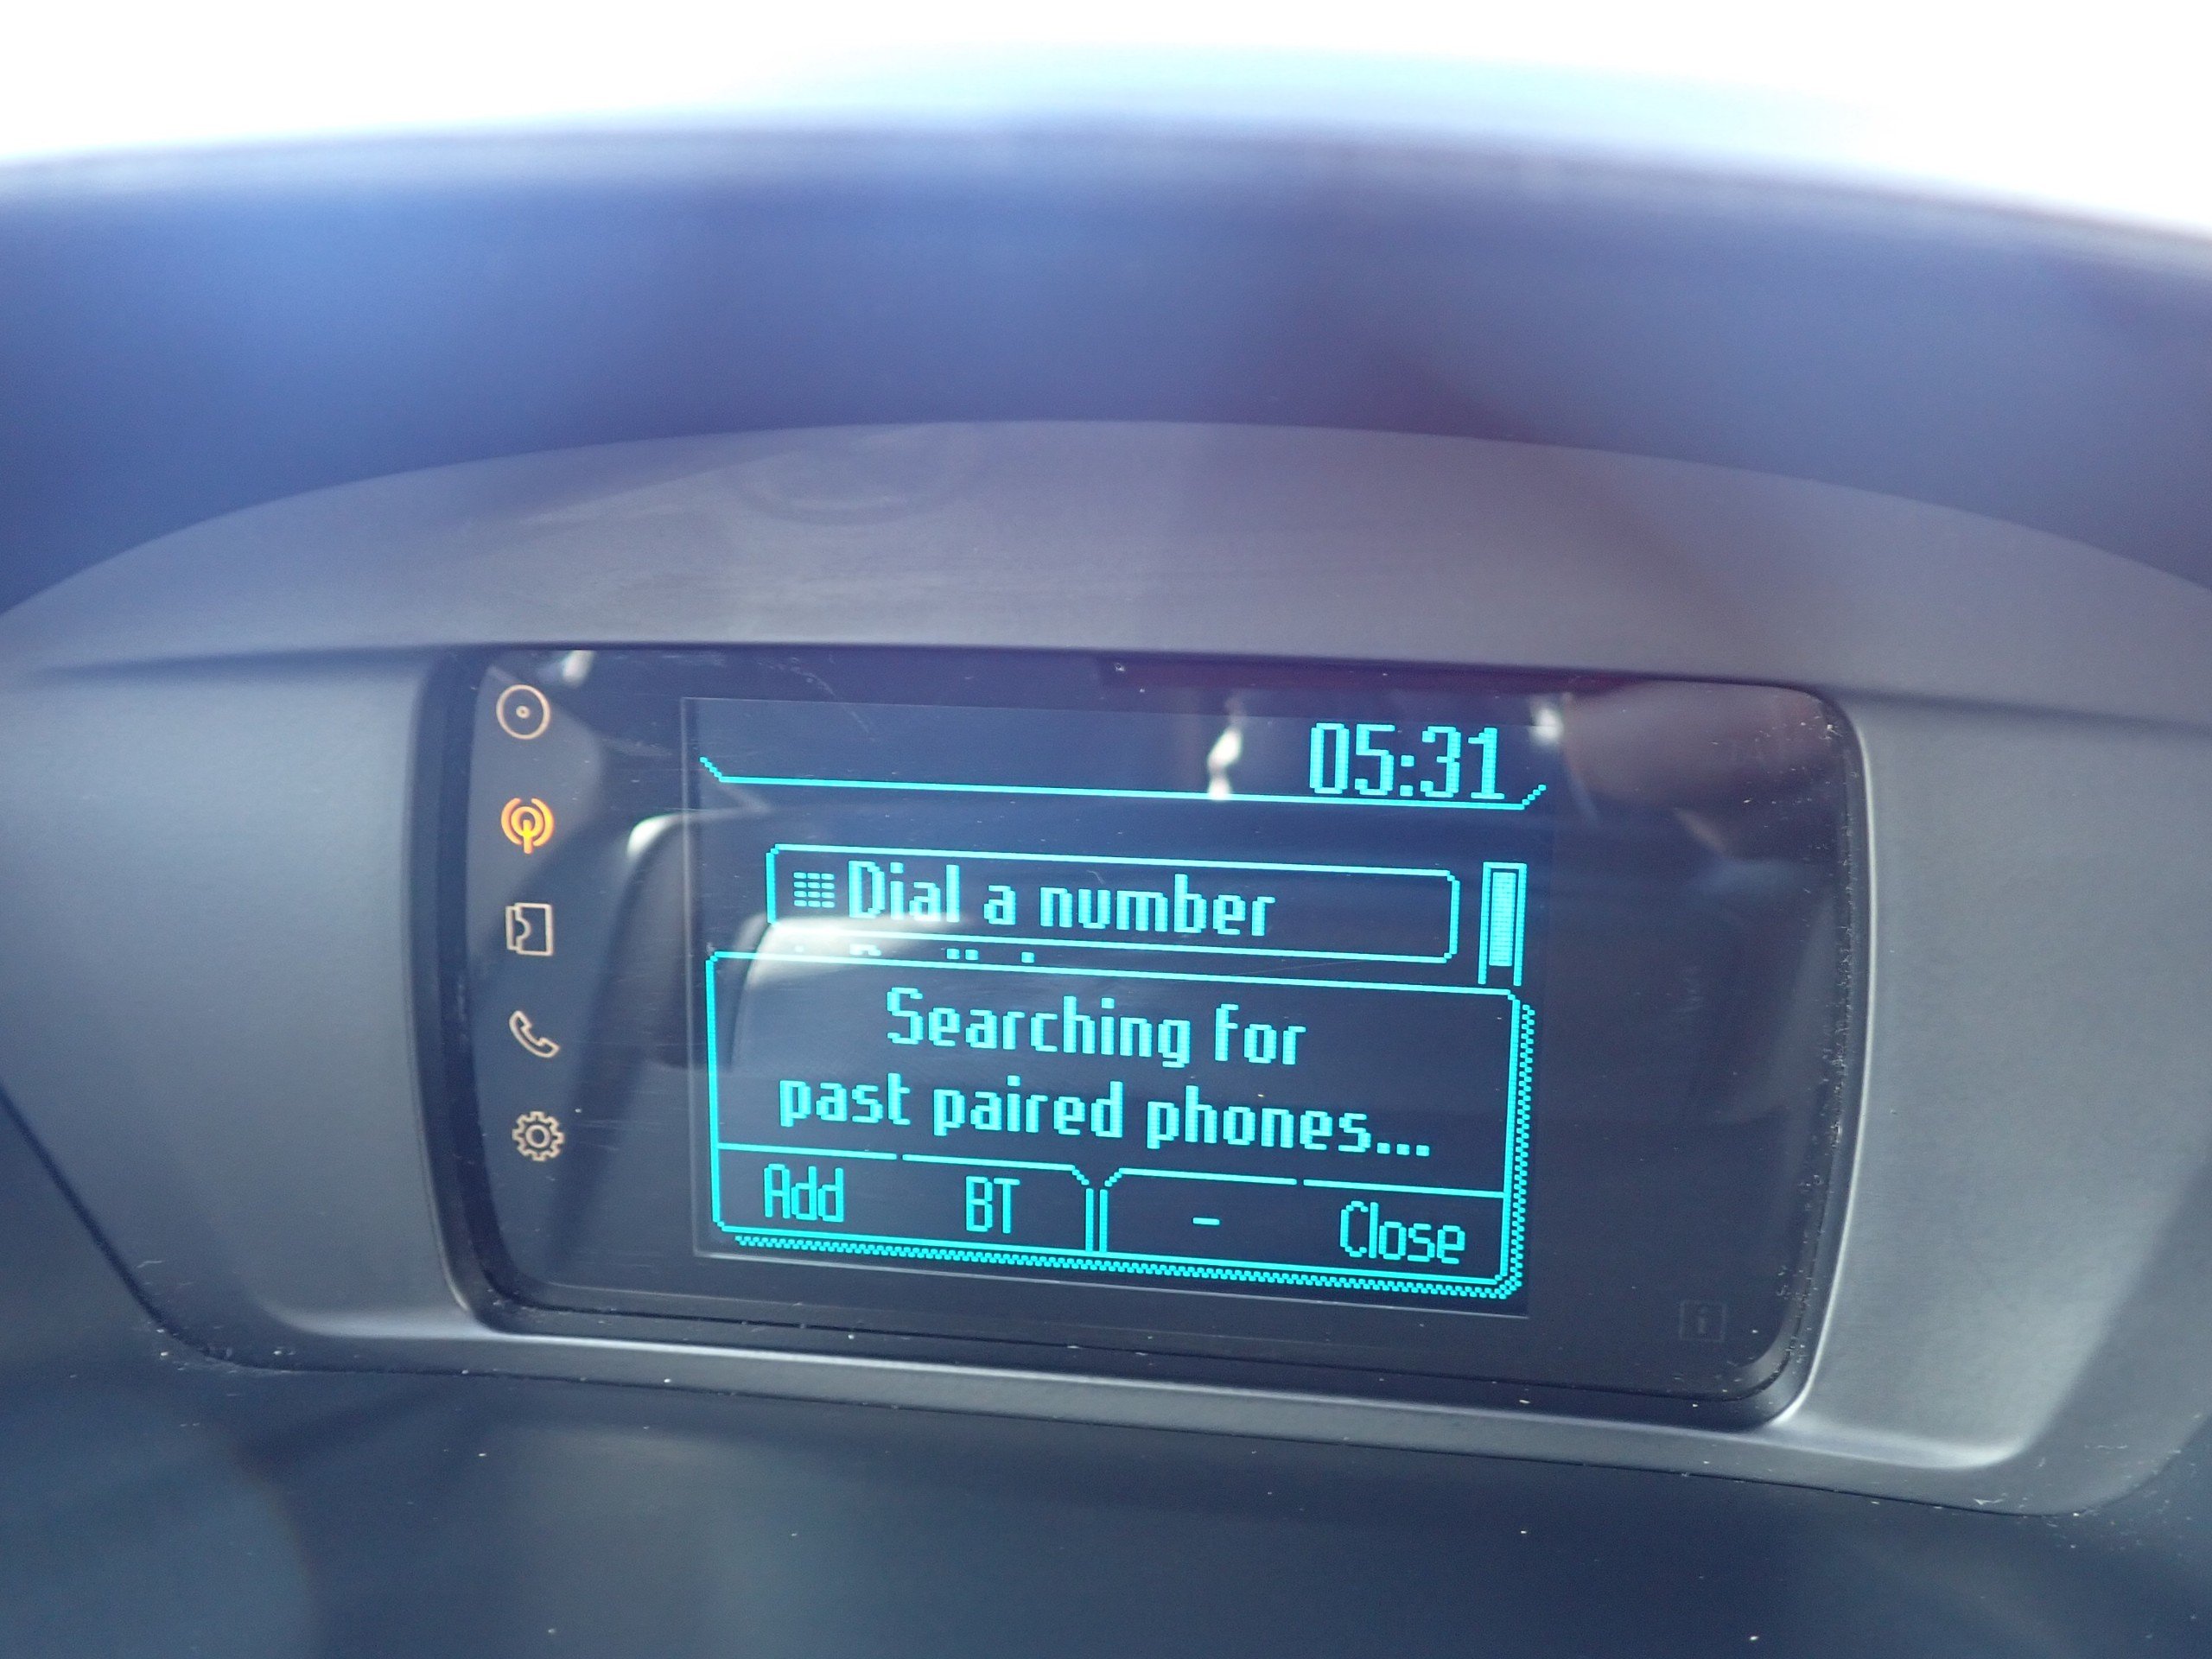 05:31
Dial a number
Searching for
past paired phones...
Add BT - Close